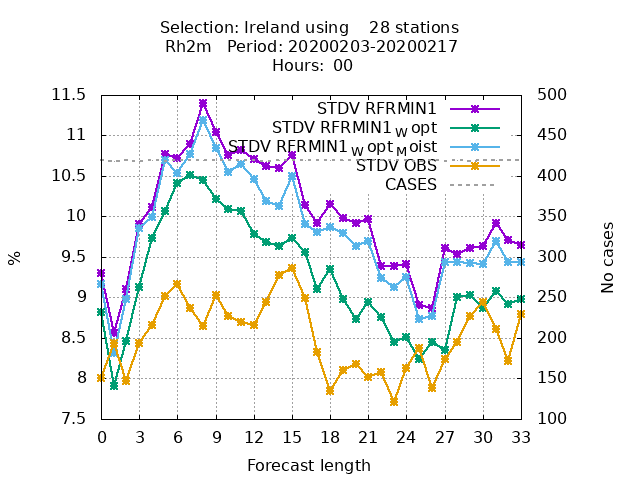 Selection: Ireland using    28 stations
Rh2m   Period: 20200203-20200217
Hours:  00
11.5
11
10.5
10
9.5
9
8.5
8
7.5
%
500
450
400
350
300
250
200
150
100
No cases
STDV RFRMIN1
STDV RFRMIN1_W opt
STDV RFRMIN1_W opt_M oist
STDV OBS
CASES
0 3 6 9 12 15 18 21 24 27 30 33
Forecast length